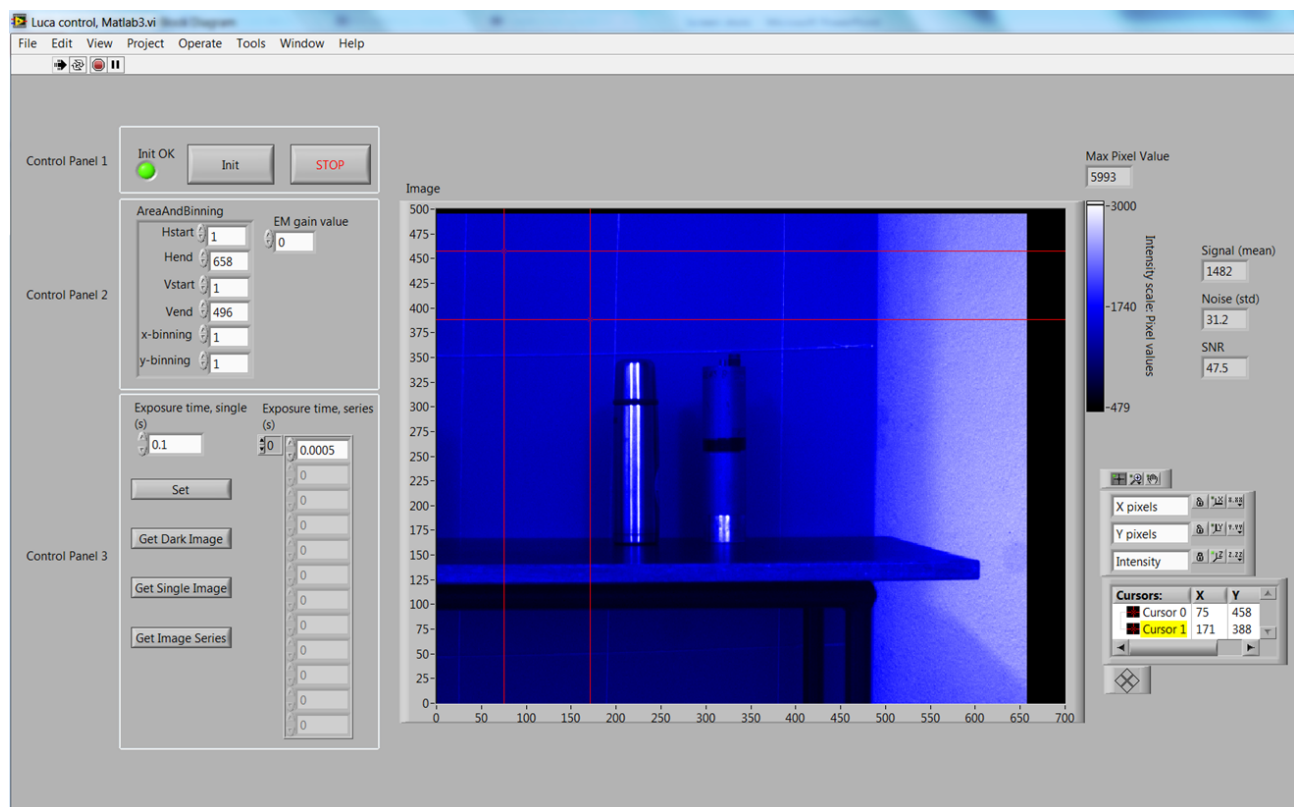 Luca control, Matlab3.vi
File Edit View Project Operate Tools Window Help
Control Panel 1
Init OK
Init
STOP
Control Panel 2
AreaAndBinning
Hstart 1
Hend 658
Vstart 1
Vend 496
x-binning 1
y-binning 1
EM gain value
0
Control Panel 3
Exposure time, single
(s)
0.1
Set
Get Dark Image
Get Single Image
Get Image Series
Exposure time, series
(s)
0
0.0005
0
0
0
0
0
0
0
0
0
0
0
Image
500
475
450
425
400
375
350
325
300
275
250
225
200
175
150
125
100
75
50
25
0
0 50 100 150 200 250 300 350 400 450 500 550 600 650 700
Max Pixel Value
5993
3000
1740
479
Intensity scale: Pixel values
Signal (mean)
1482
Noise (std)
31.2
SNR
47.5
X pixels
Y pixels
Intensity
Cursors: X Y
Cursor 0 75 458
Cursor 1 171 388